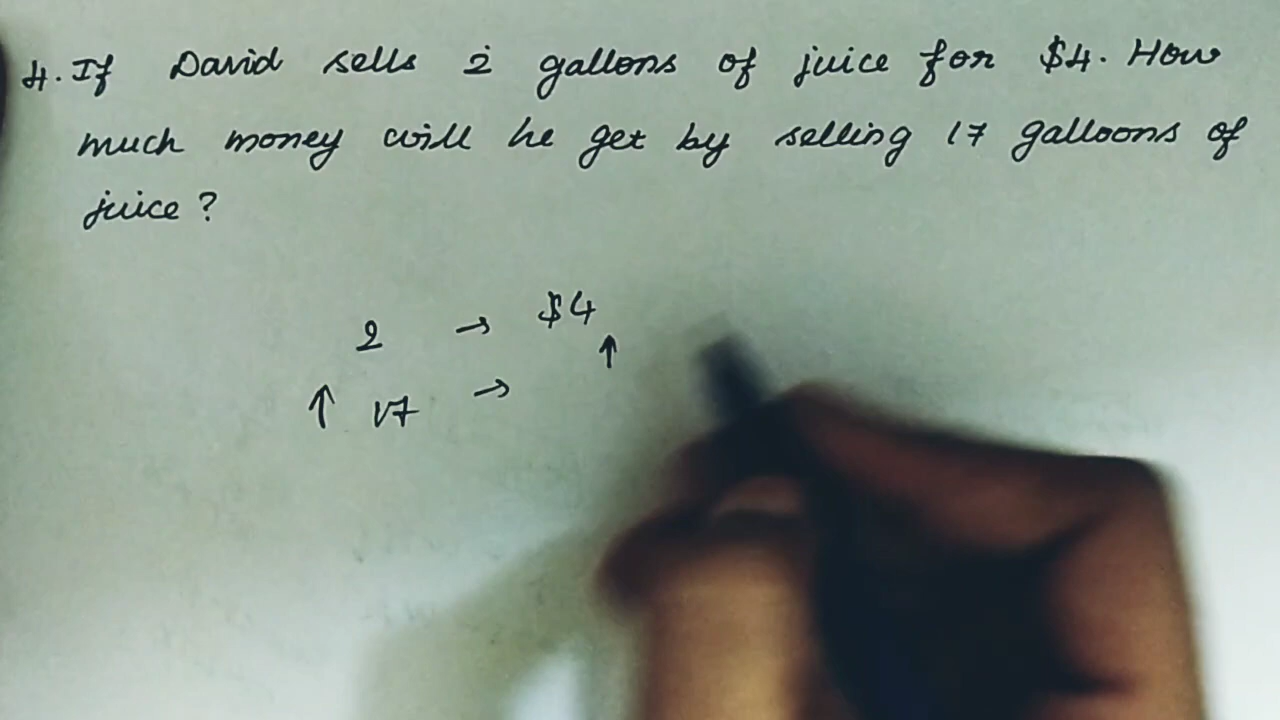 4. If David sells 2 gallons of juice for $4. How
much money will he get by selling 17 galloons of
juice?
2 → $4
↑
↑ 17 →